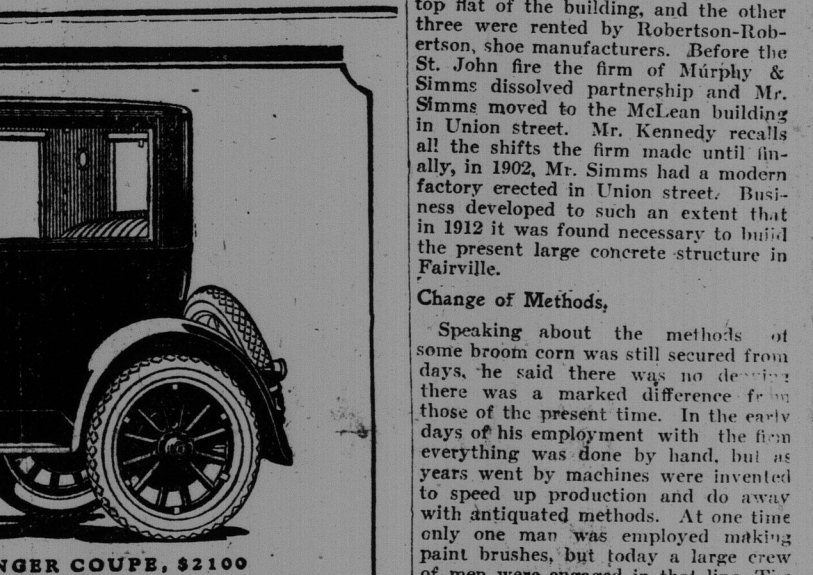 NGER COUPE, $2100
top flat of the building, and the other
three were rented by Robertson-Rob-
ertson, shoe manufacturers. Before the
St. John fire the firm of Murphy &
Simms dissolved partnership and Mr.
Simms moved to the McLean building
in Union street. Mr. Kennedy recalls
all the shifts the firm made until fin-
ally, in 1902, Mr. Simms had a modern
factory erected in Union street. Busi-
ness developed to such an extent that
in 1912 it was found necessary to build
the present large concrete structure in
Fairville.
Change of Methods.
Speaking about the methods of
some broom corn was still secured from
days, he said there was no
there was a marked difference from
those of the present time. In the early
days of his employment with the firm
everything was done by hand, but as
years went by machines were invented
to speed up production and do away
with antiquated methods. At one time
only one man was employed making
paint brushes, but today a large crew
of men were engaged in that line.